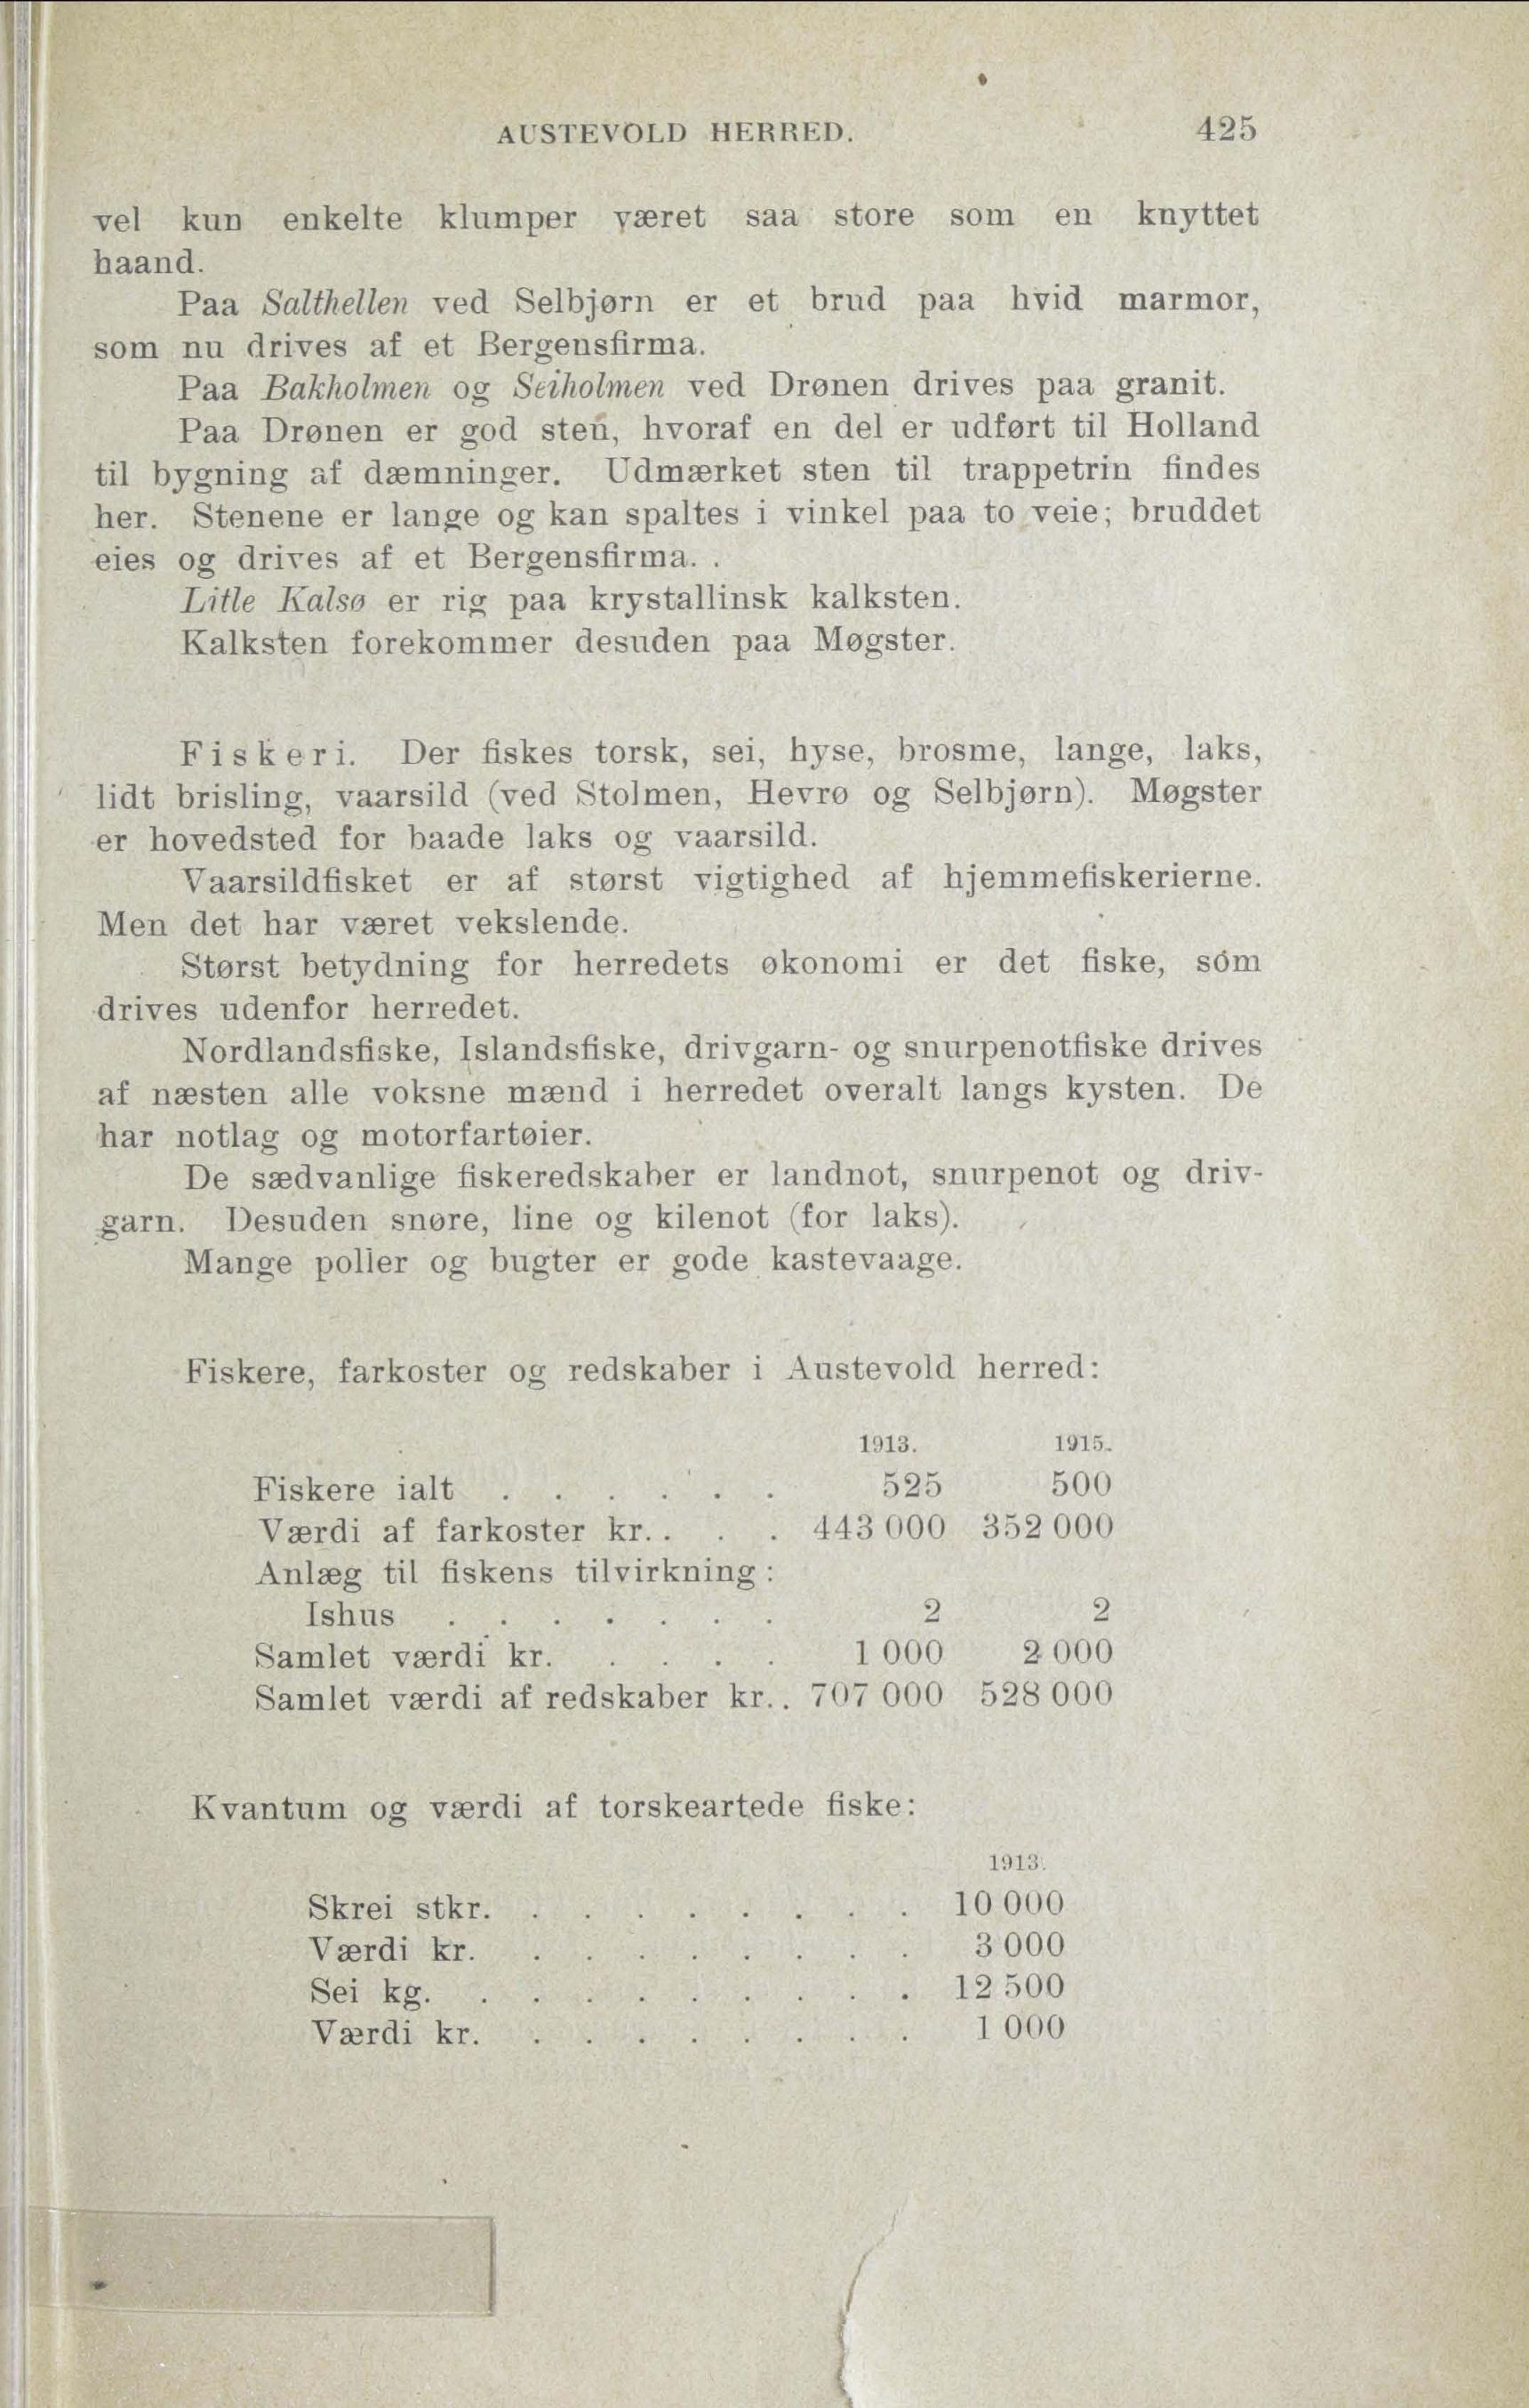 AUSTEVOLD HERRED. 425
vel kun enkelte klumper været saa store som en knyttet
haand.
Paa Salthellen ved Selbjørn er et brud paa hvid marmor,
som nu drives af et Bergensfirma.
Paa Bakholmen og Seiholmen ved Drønen drives paa granit.
Paa Drønen er god sten, hvoraf en del er udført til Holland
til bygning af dæmninger. Udmærket sten til trappetrin findes
her. Stenene er lange og kan spaltes i vinkel paa to veie; bruddet
eies og drives af et Bergensfirma. .
Litle Kalsø er rig paa krystallinsk kalksten.
Kalksten forekommer desuden paa Møgster.
Fiskeri. Der fiskes torsk, sei, hyse, brosme, lange, laks,
lidt brisling, vaarsild (ved Stolmen, Hevrø og Selbjørn). Møgster
er hovedsted for baade laks og vaarsild.
Vaarsildfisket er af størst vigtighed af hjemmefiskerierne.
Men det har været vekslende.
Størst betydning for herredets økonomi er det fiske, som
drives udenfor herredet.
Nordlandsfiske, Islandsfiske, drivgarn- og snurpenotfiske drives
af næsten alle voksne mænd i herredet overalt langs kysten. De
har notlag og motorfartøier.
De sædvanlige fiskeredskaber er landnot, snurpenot og driv-
garn. Desuden snøre, line og kilenot (for laks).
Mange poller og bugter er gode kastevaage.
Fiskere, farkoster og redskaber i Austevold herred:
1913. 1915.
Fiskere ialt . . . . . . 525 500
Værdi af farkoster kr. . . . 443 000 352 000
Anlæg til fiskens tilvirkning:
Ishus . . . . . . . 2 2
Samlet værdi kr. . . . . 1 000 2 000
Samlet værdi af redskaber kr. . 707 000 528 000
Kvantum og værdi af torskeartede fiske:
1913.
Skrei stkr. . . . . . . . . 10 000
Værdi kr. . . . . . . . . 3 000
Sei kg. . . . . . . . . . 12 500
Værdi kr. . . . . . . . . 1 000